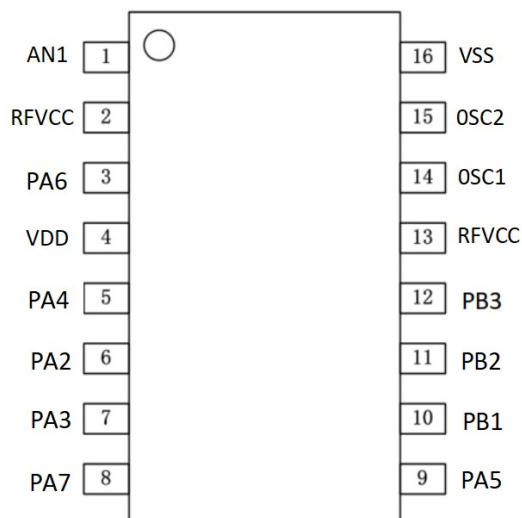 AN1 1 16 VSS
RFVCC 2 15 0SC2
PA6 3 14 0SC1
VDD 4 13 RFVCC
PA4 5 12 PB3
PA2 6 11 PB2
PA3 7 10 PB1
PA7 8 9 PA5